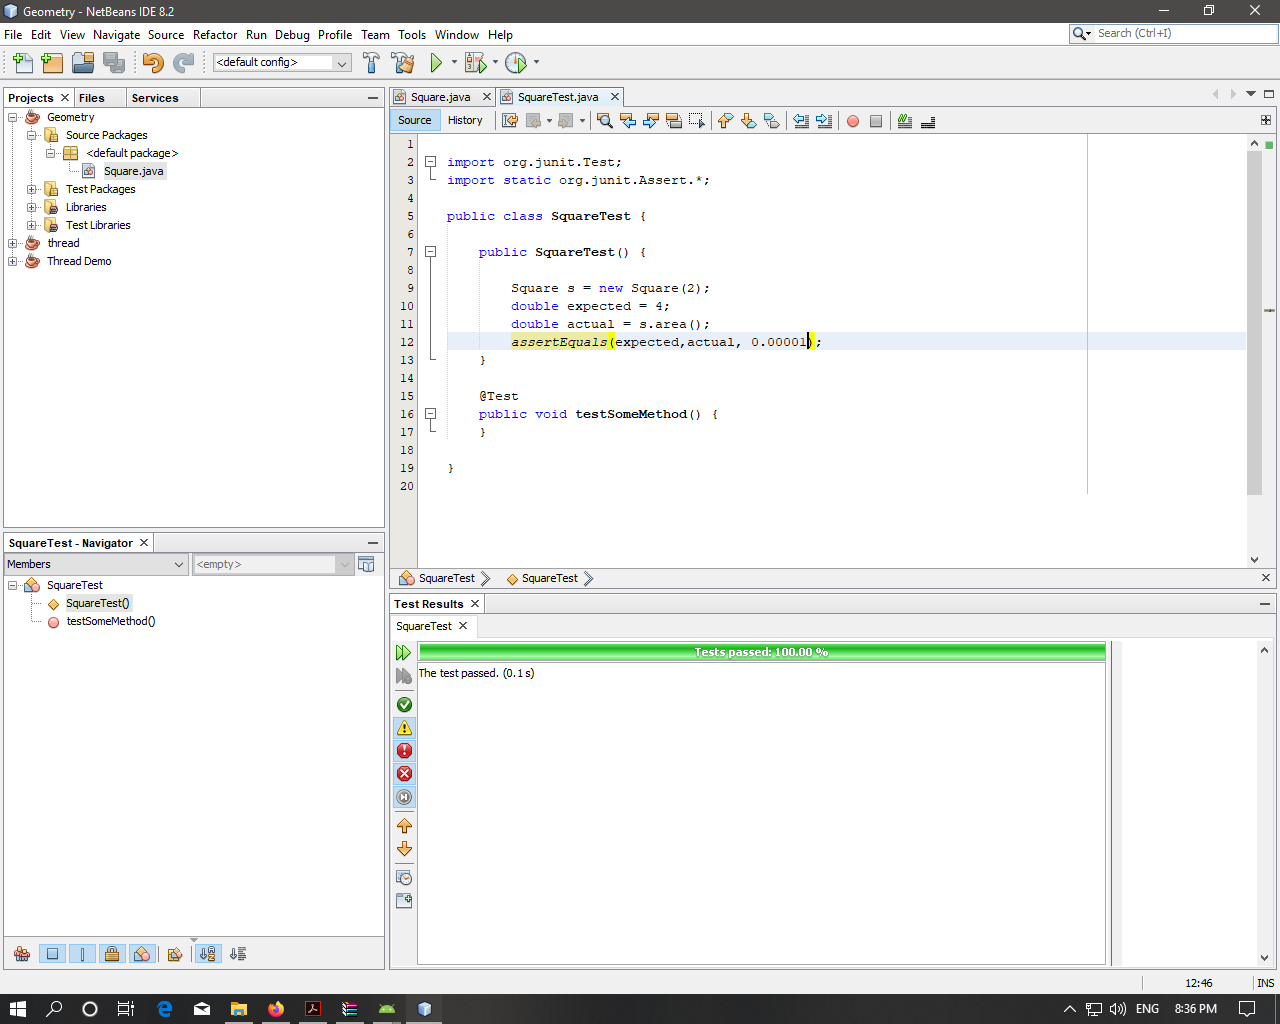 Geometry - NetBeans IDE 8.2
File Edit View Navigate Source Refactor Run Debug Profile Team Tools Window Help
Search (Ctrl+I)
<default config>
Projects Files Services
Geometry
Source Packages
<default package>
Square.java
Test Packages
Libraries
Test Libraries
thread
Thread Demo
Square.java SquareTest.java
Source History
1
2 import org.junit.Test;
3 import static org.junit.Assert.*;
4
5 public class SquareTest {
6
7 public SquareTest() {
8
9 Square s = new Square(2);
10 double expected = 4;
11 double actual = s.area();
12 assertEquals(expected,actual, 0.00001);
13 }
14
15 @Test
16 public void testSomeMethod() {
17 }
18
19 }
20
SquareTest SquareTest
SquareTest - Navigator
Members <empty>
SquareTest
SquareTest()
testSomeMethod()
Test Results
SquareTest
Tests passed: 100.00 %
The test passed. (0.1 s)
12:46 INS
ENG 8:36 PM